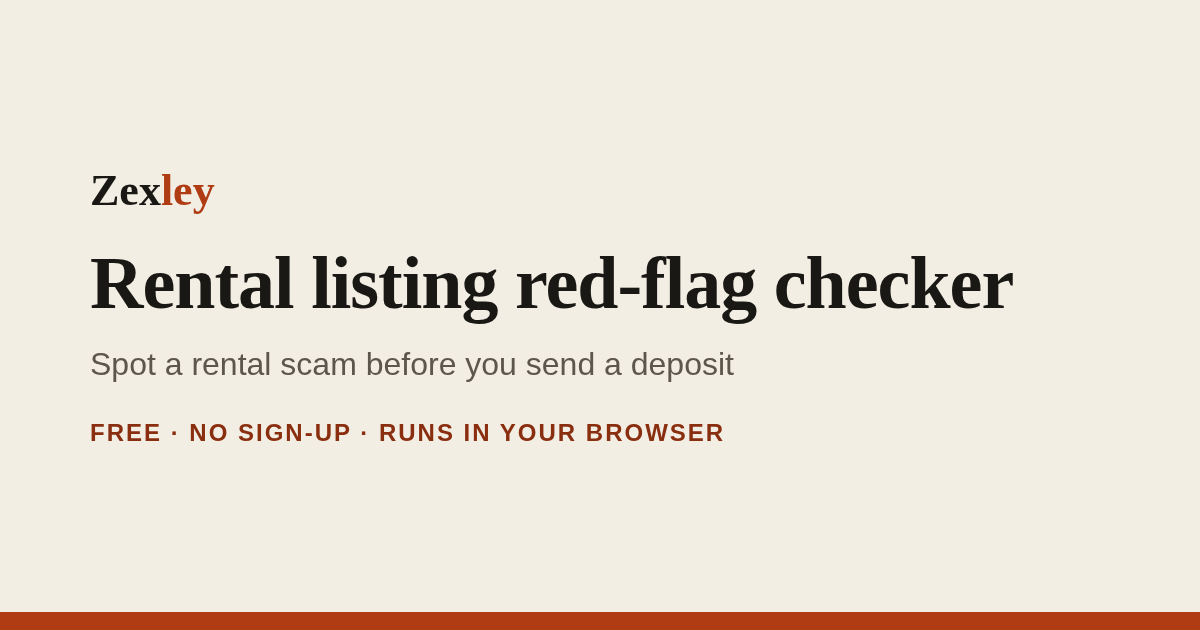 Zexley
Rental listing red-flag checker
Spot a rental scam before you send a deposit
FREE · NO SIGN-UP · RUNS IN YOUR BROWSER